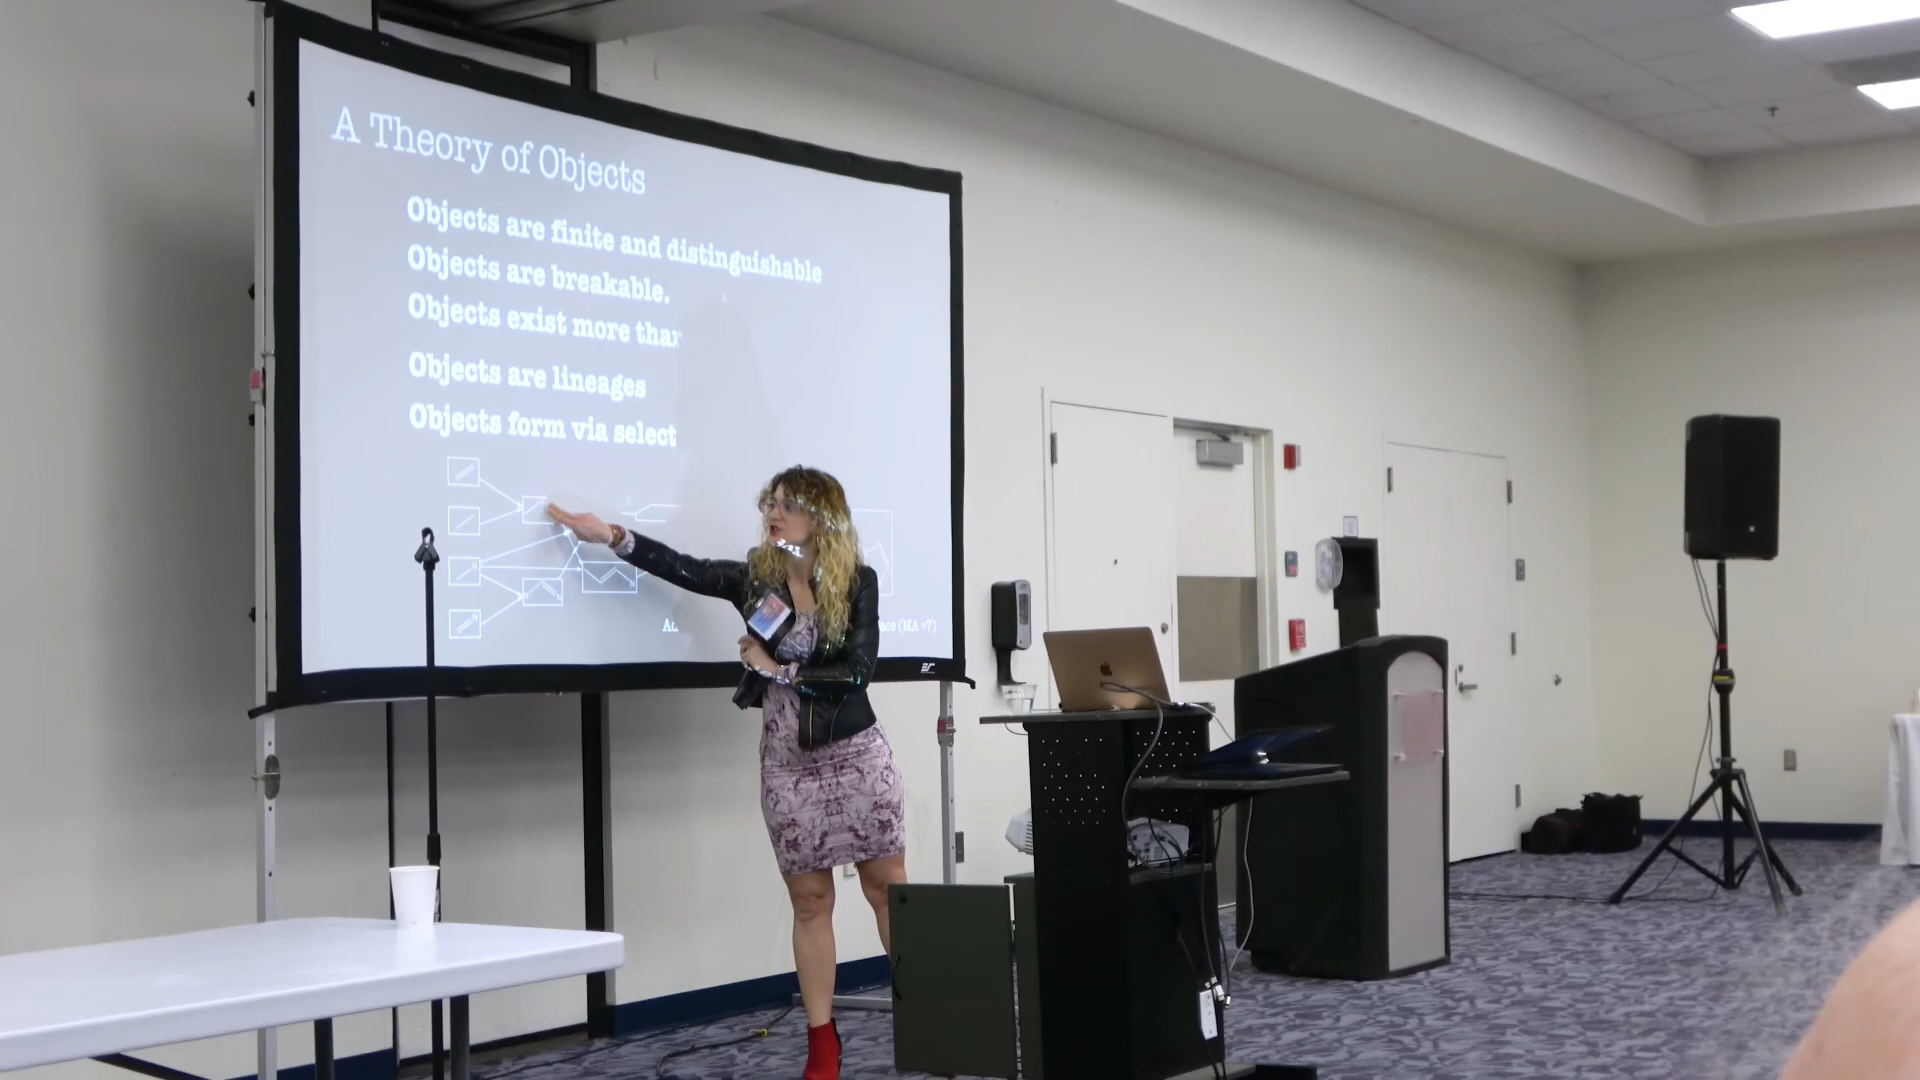 A Theory of Objects
Objects are finite and distinguishable
Objects are breakable.
Objects exist more than
Objects are lineages
Objects form via select
N
N
N
N
(MA =7)